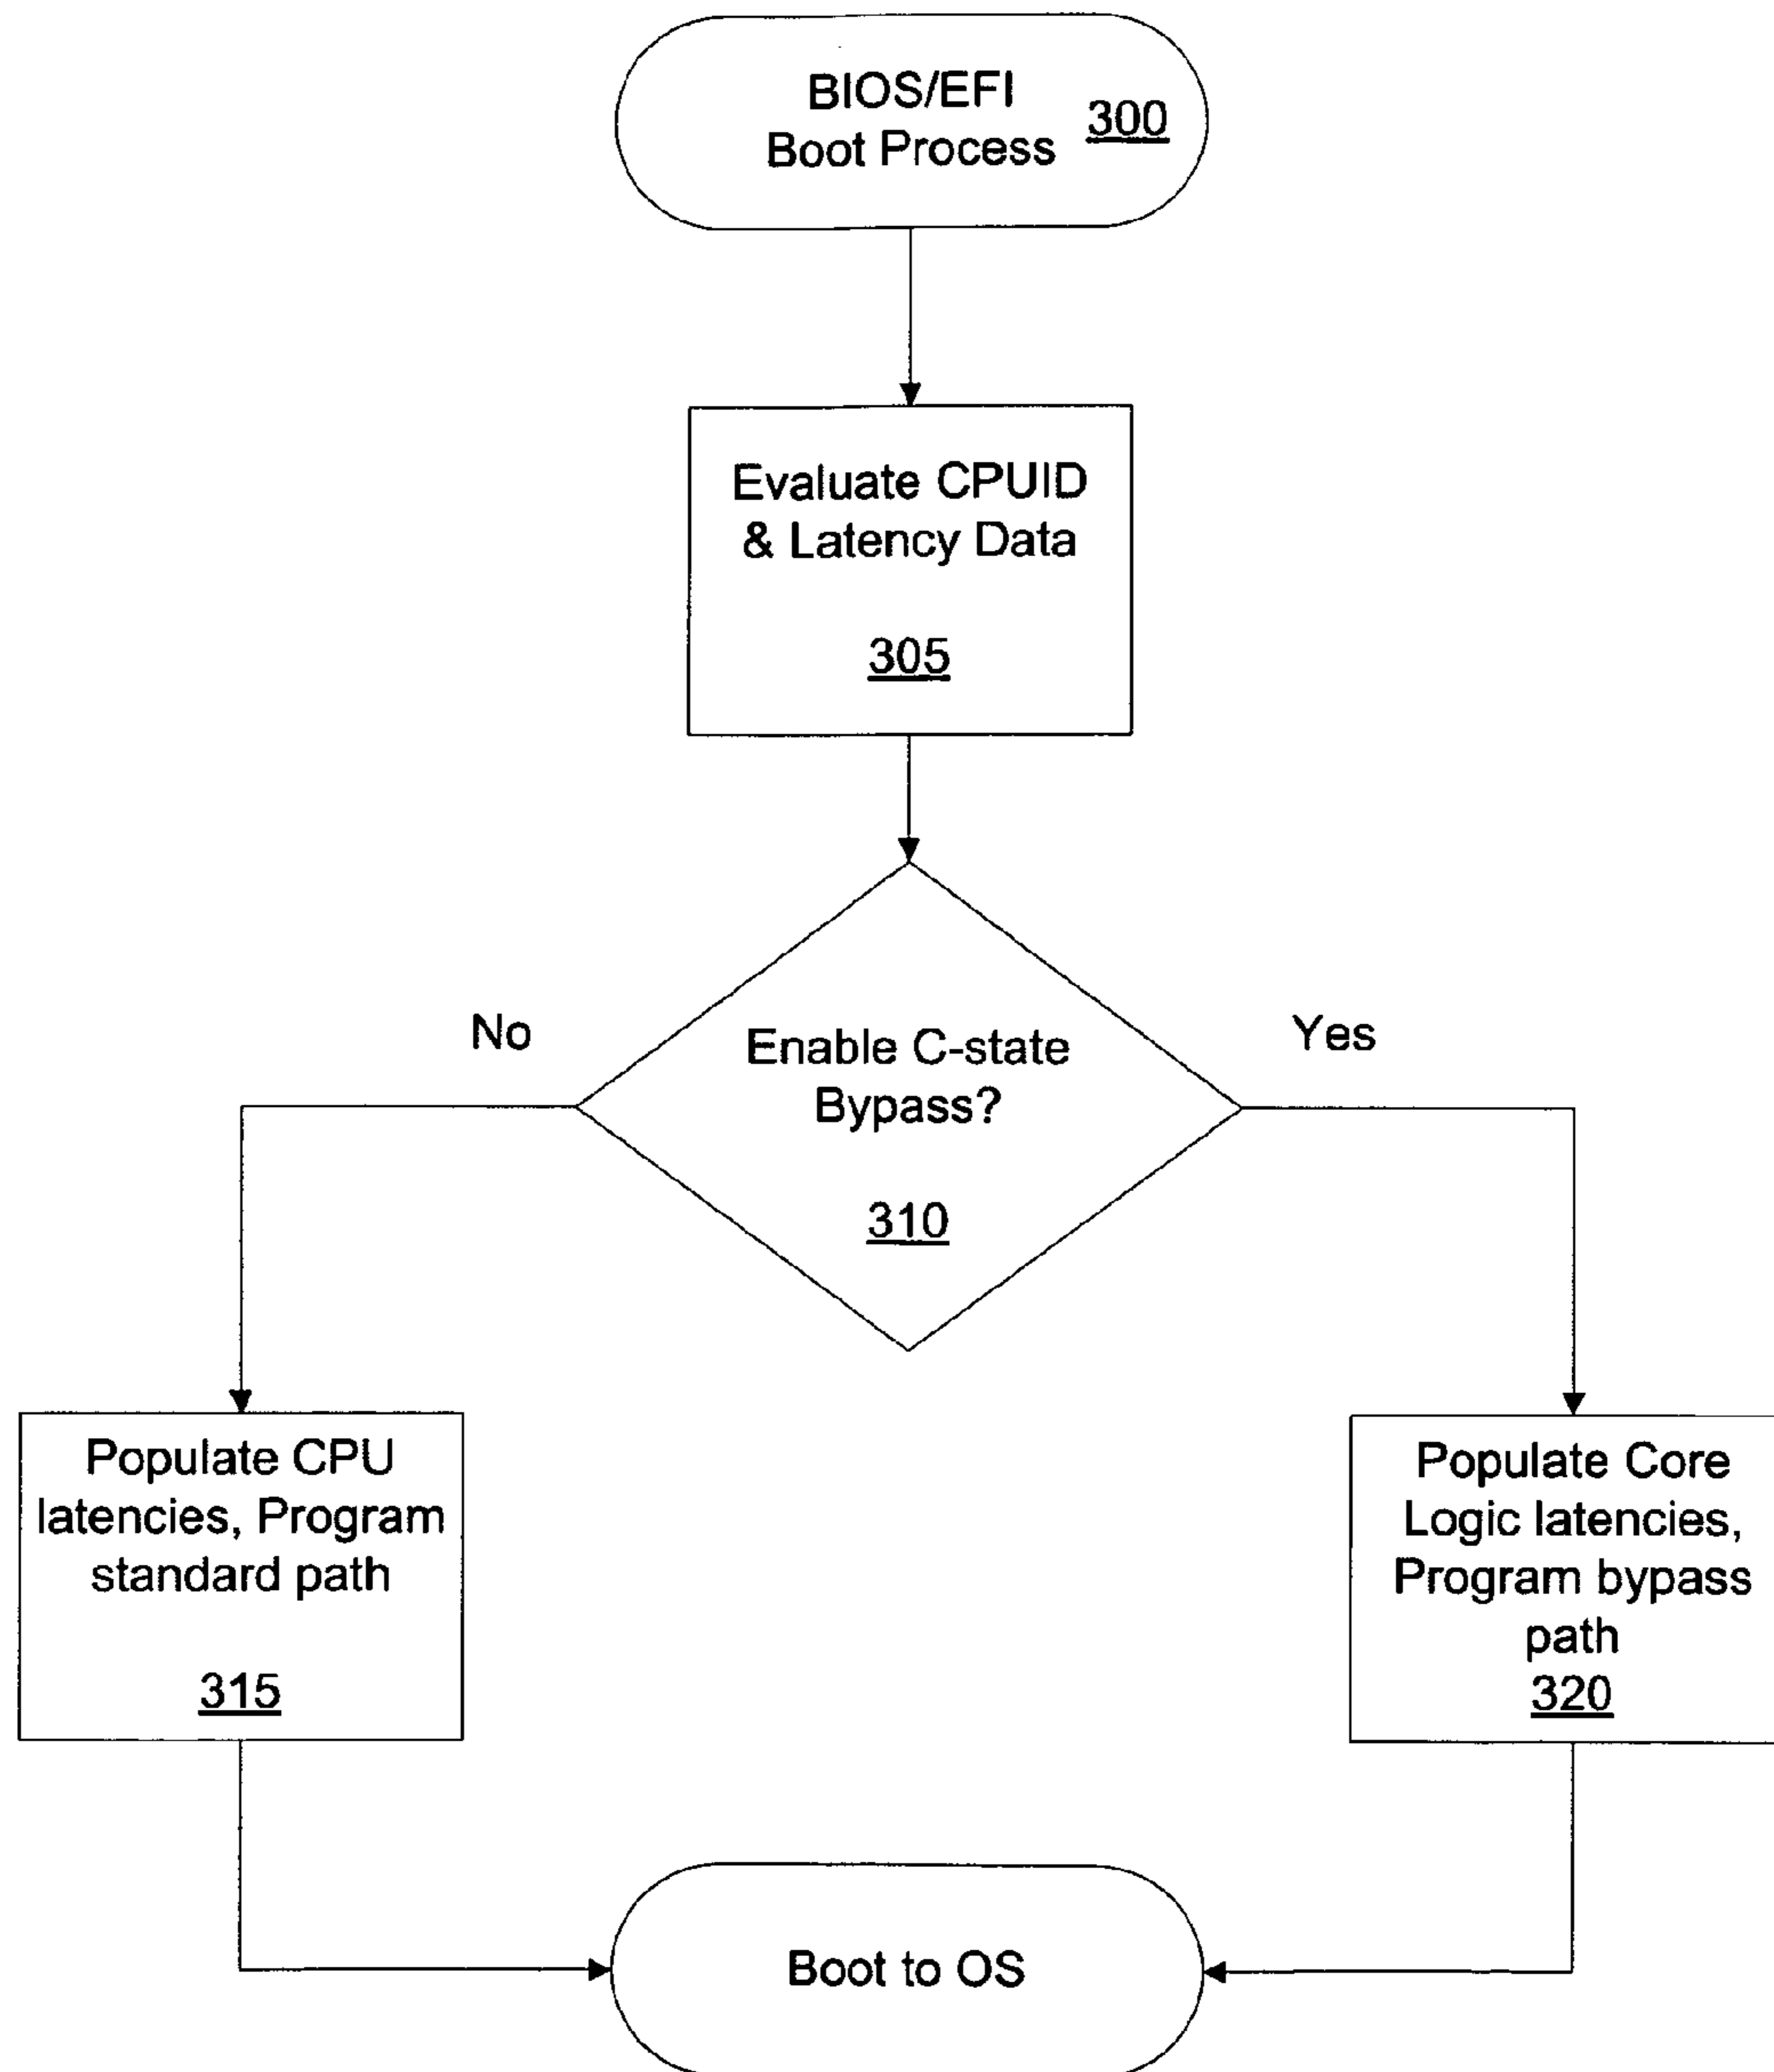 BIOS/EFI
Boot Process 300
Evaluate CPUID
& Latency Data
305
No
Yes
Enable C-state
Bypass?
310
Populate CPU
latencies, Program
standard path
315
Populate Core
Logic latencies,
Program bypass
path
320
Boot to OS